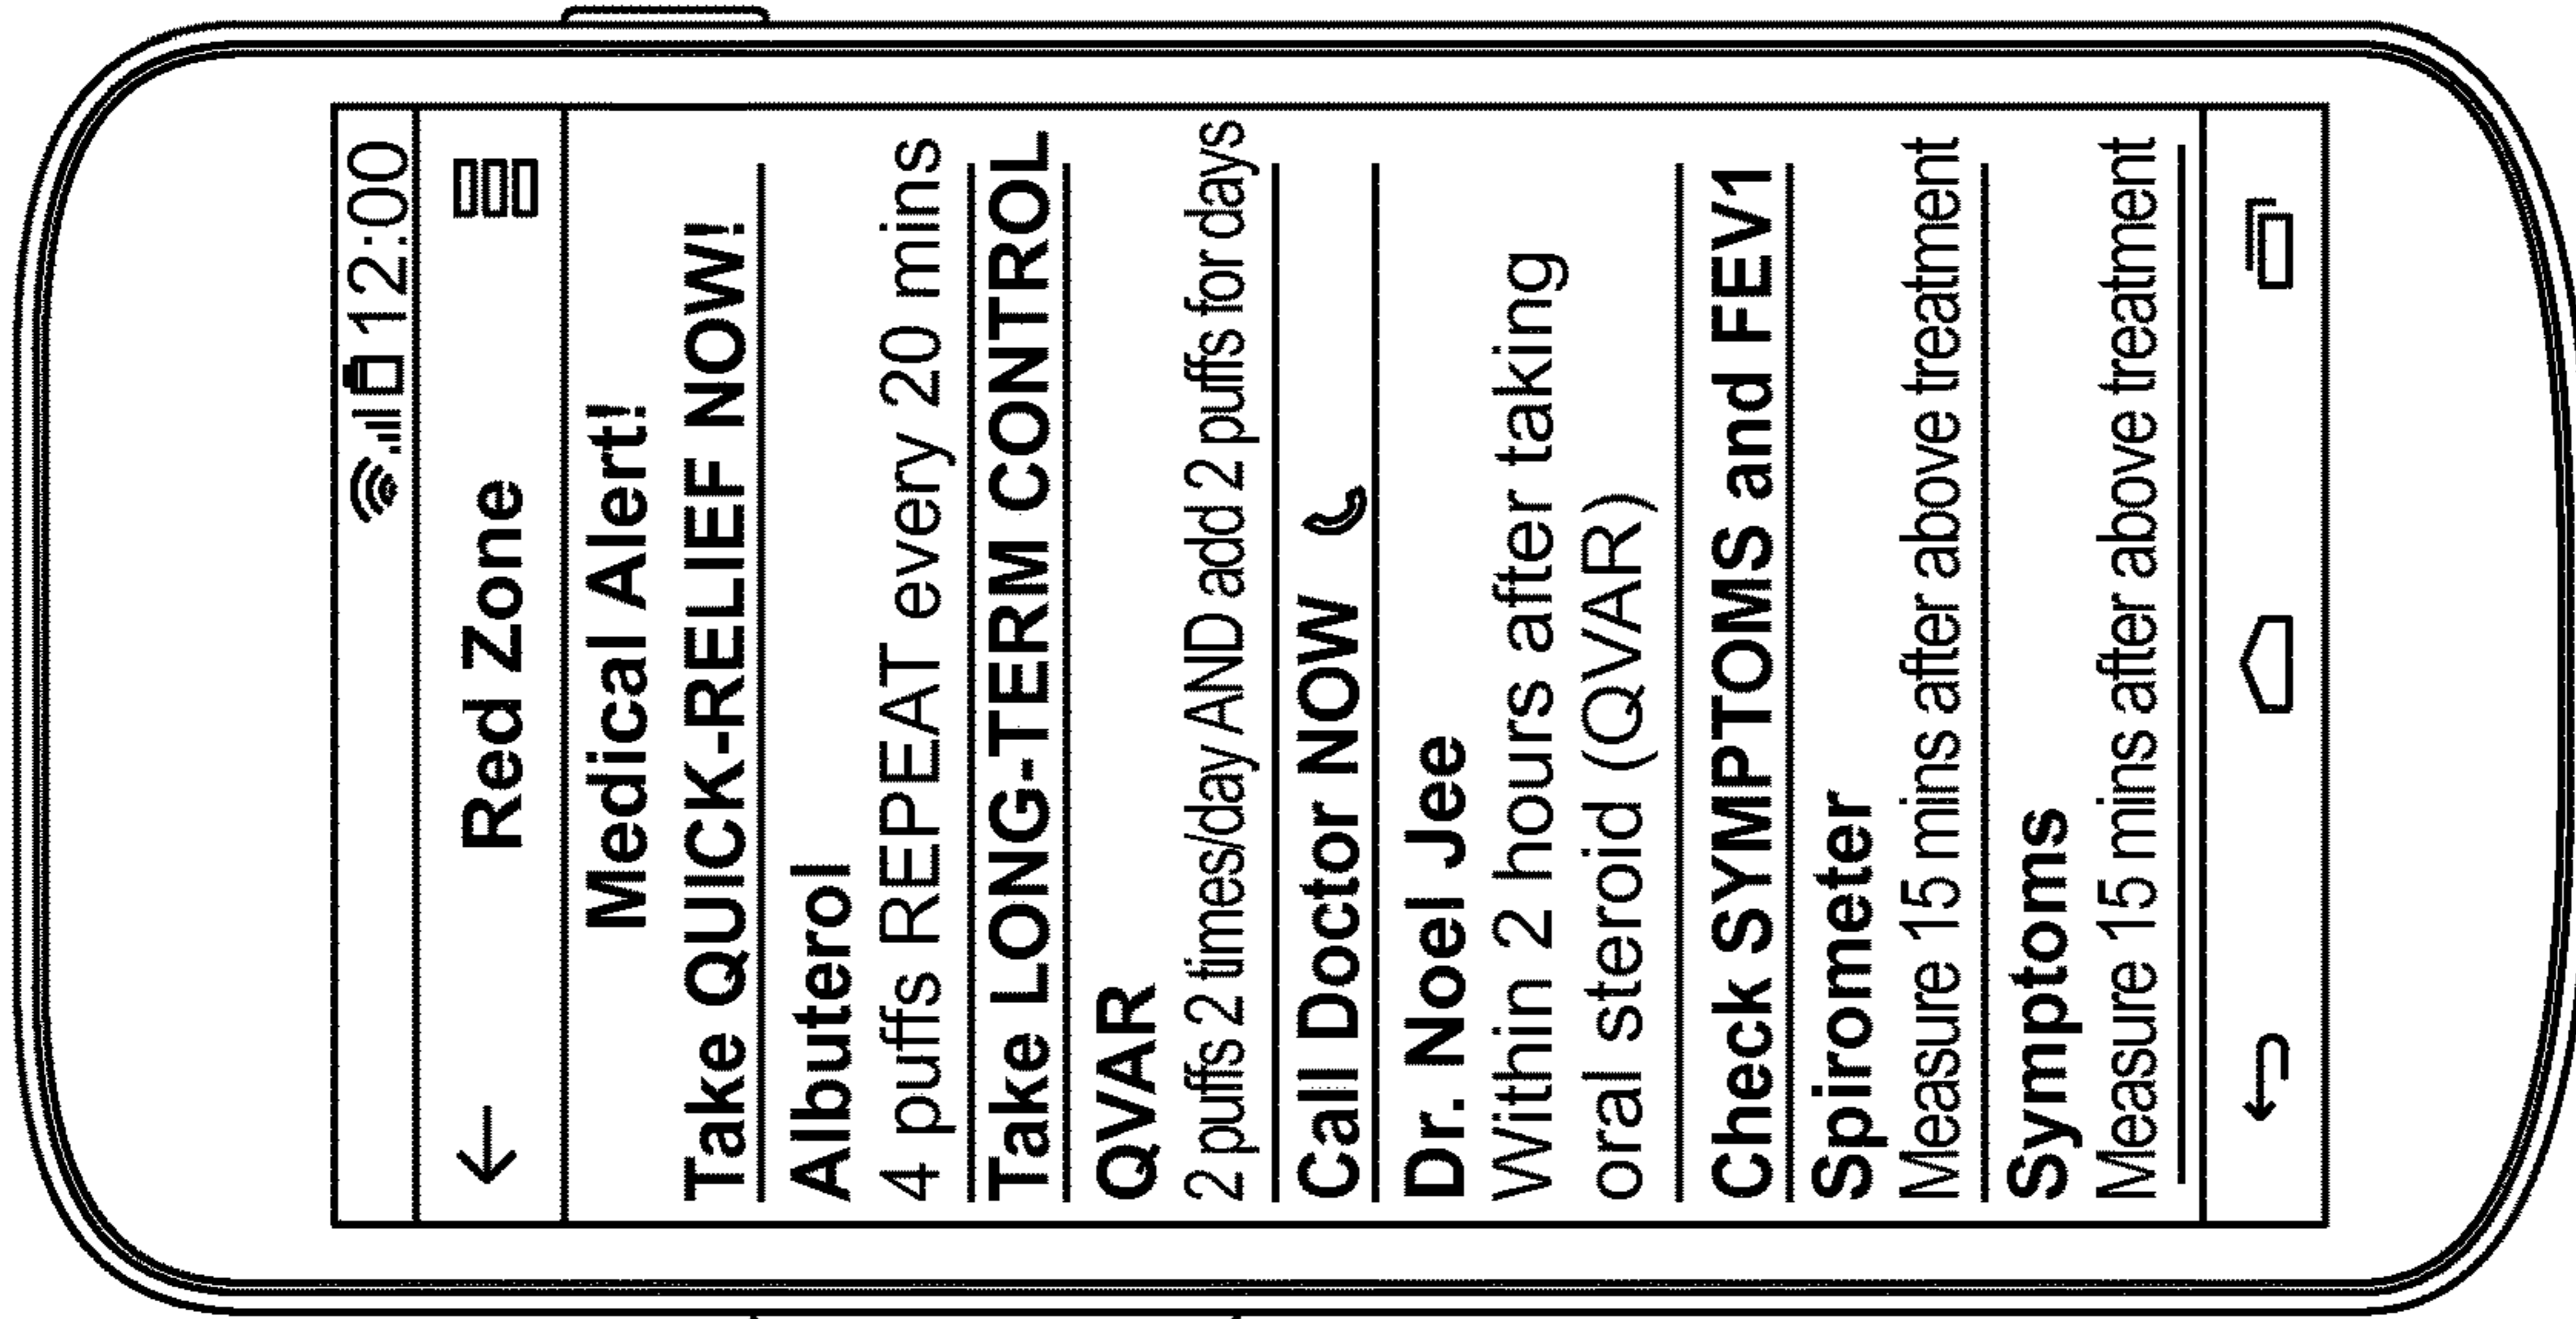 12:00
Red Zone
Medical Alert!
Take QUICK-RELIEF NOW!
Albuterol
4 puffs REPEAT every 20 mins
Take LONG-TERM CONTROL
QVAR
2 puffs 2 times/day AND add 2 puffs for days
Call Doctor NOW
Dr. Noel Jee
Within 2 hours after taking
oral steroid (QVAR)
Check SYMPTOMS and FEV1
Spirometer
Measure 15 mins after above treatment
Symptoms
Measure 15 mins after above treatment